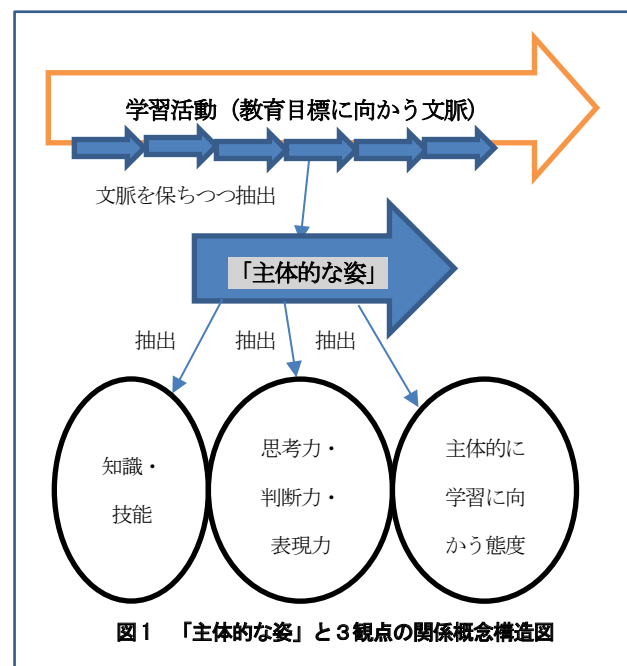 学習活動（教育目標に向かう文脈）
文脈を保ちつつ抽出
「主体的な姿」
抽出
抽出
抽出
知識・
技能
思考力・
判断力・
表現力
主体的に
学習に向
かう態度
図１　「主体的な姿」と３観点の関係概念構造図